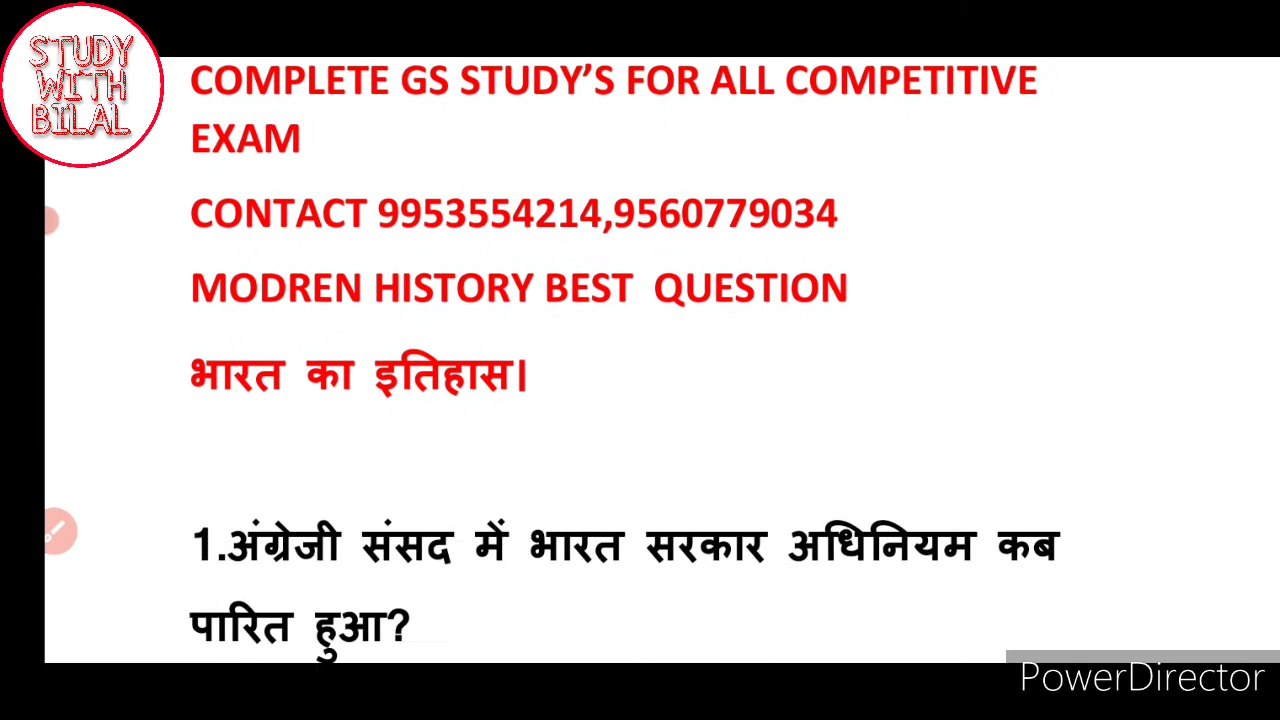 STUDY
WITH
BILAL
COMPLETE GS STUDY’S FOR ALL COMPETITIVE
EXAM
CONTACT 9953554214,9560779034
MODREN HISTORY BEST QUESTION
भारत का इतिहास।
1.अंग्रेजी संसद में भारत सरकार अधिनियम कब
पारित हुआ?
PowerDirector